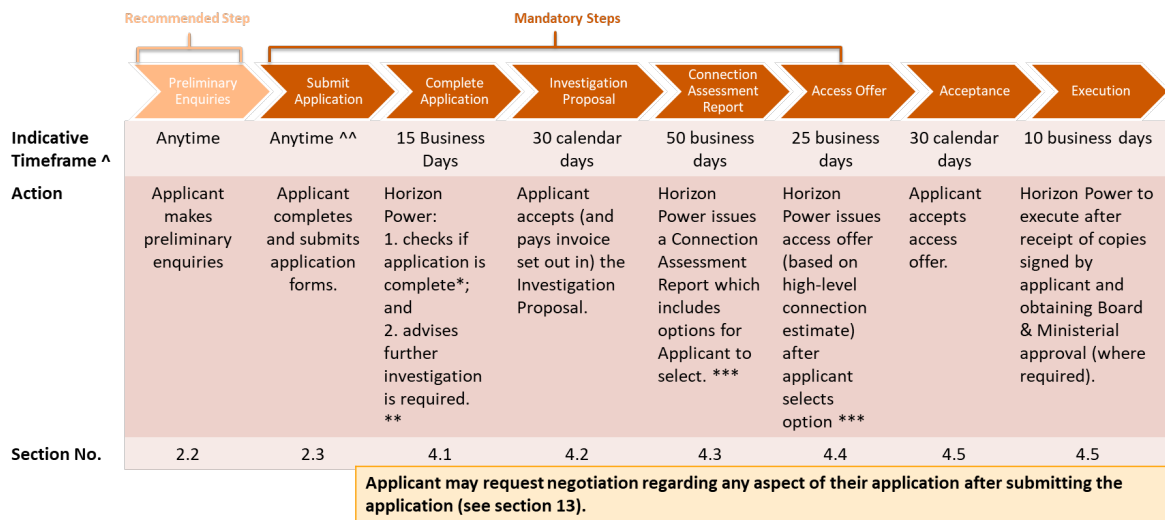 Recommended Step
Mandatory Steps
Preliminary
Enquiries
Submit
Application
Complete
Application
Investigation
Proposal
Connection
Assessment
Report
Access Offer
Acceptance
Execution
Indicative
Timeframe ^
Anytime
Anytime ^^
15 Business
Days
30 calendar
days
50 business
days
25 business
days
30 calendar
days
10 business days
Action
Applicant
makes
preliminary
enquiries
Applicant
completes
and submits
application
forms.
Horizon
Power:
1. checks if
application is
complete*;
and
2. advises
further
investigation
is required.
**
Applicant
accepts (and
pays invoice
set out in) the
Investigation
Proposal.
Horizon
Power issues
a Connection
Assessment
Report which
includes
options for
Applicant to
select. ***
Horizon
Power issues
access offer
(based on
high-level
connection
estimate)
after
applicant
selects
option ***
Applicant
accepts
access
offer.
Horizon Power to
execute after
receipt of copies
signed by
applicant and
obtaining Board
& Ministerial
approval (where
required).
Section No.
2.2
2.3
4.1
4.2
4.3
4.4
4.5
4.5
Applicant may request negotiation regarding any aspect of their application after submitting the
application (see section 13).